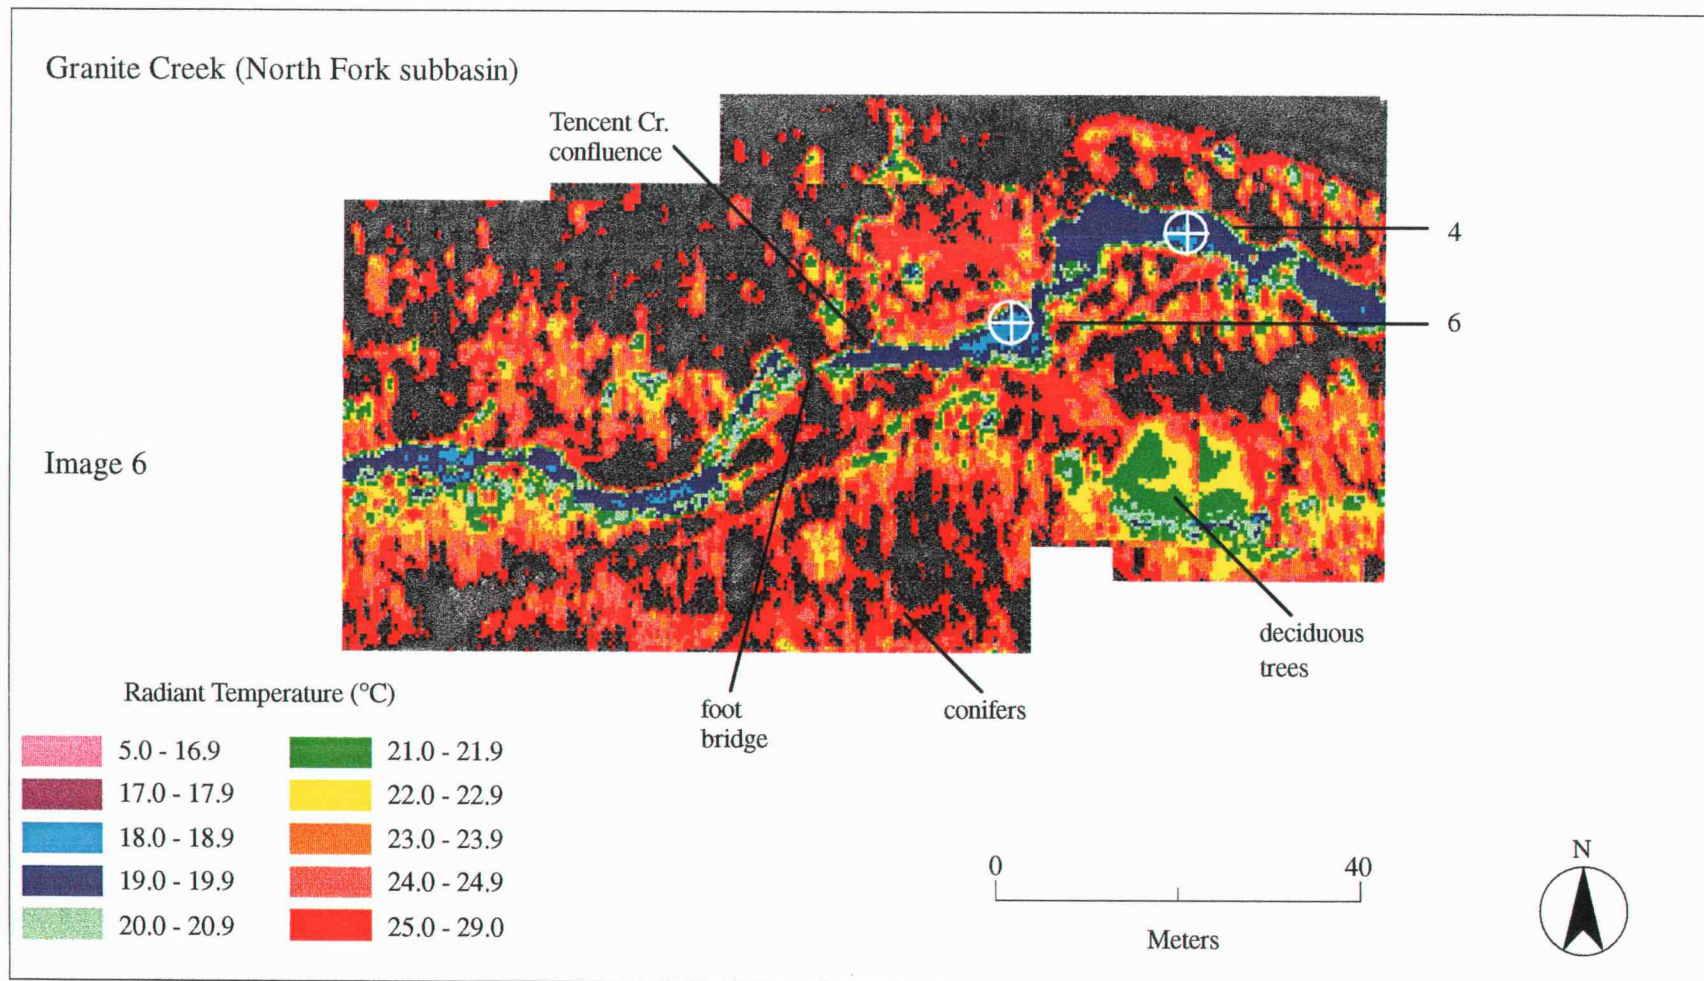 Granite Creek (North Fork subbasin)
Tencent Cr.
confluence
4
6
Image 6
deciduous
trees
foot
bridge
conifers
Radiant Temperature (°C)
5.0 - 16.9
17.0 - 17.9
18.0 - 18.9
19.0 - 19.9
20.0 - 20.9
21.0 - 21.9
22.0 - 22.9
23.0 - 23.9
24.0 - 24.9
25.0 - 29.0
0
40
Meters
N